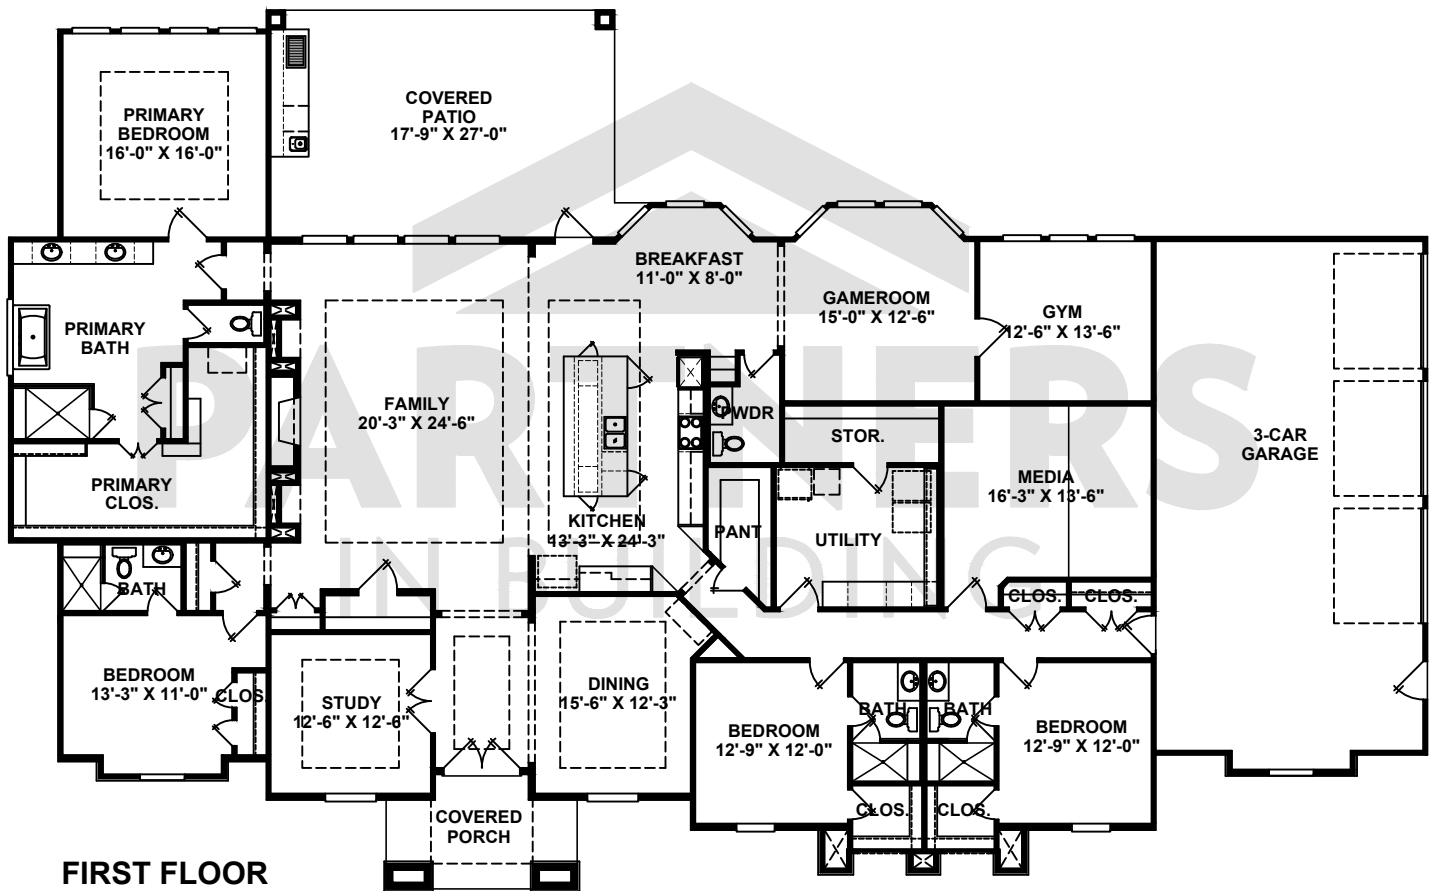 COVERED
PATIO
17'-9" X 27'-0"
PRIMARY
BEDROOM
16'-0" X 16'-0"
BREAKFAST
11'-0" X 8'-0"
GAMEROOM
15'-0" X 12'-6"
GYM
12'-6" X 13'-6"
PRIMARY
BATH
FAMILY
20'-3" X 24'-6"
PWDR
STOR.
3-CAR
GARAGE
PARTNERS
IN BUILDING
PRIMARY
CLOS.
MEDIA
16'-3" X 13'-6"
KITCHEN
13'-3" X 24'-3"
PANT
UTILITY
BATH
CLOS.
CLOS.
BEDROOM
13'-3" X 11'-0"
CLOS.
STUDY
12'-6" X 12'-6"
DINING
15'-6" X 12'-3"
BATH
BATH
BEDROOM
12'-9" X 12'-0"
BEDROOM
12'-9" X 12'-0"
CLOS.
CLOS.
COVERED
PORCH
FIRST FLOOR